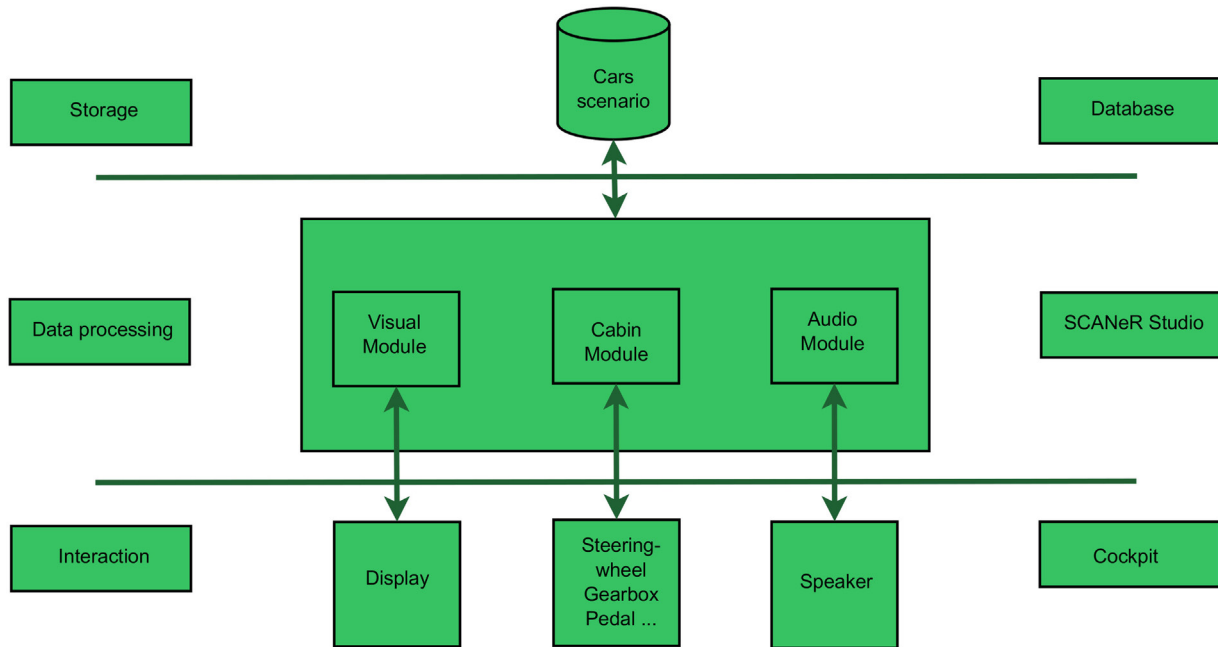 Storage
Cars
scenario
Database
Data processing
Visual
Module
Cabin
Module
Audio
Module
SCANeR Studio
Interaction
Display
Steering-
wheel
Gearbox
Pedal ...
Speaker
Cockpit